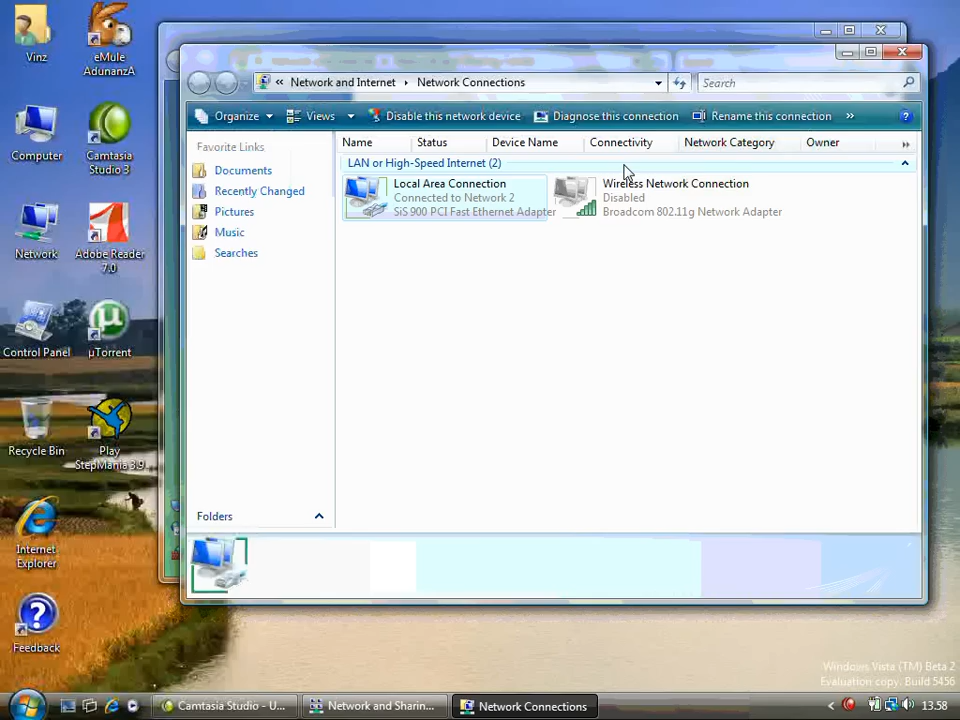 Vinz
eMule
AdunanzA
Computer
Camtasia
Studio 3
Network
Adobe Reader
7.0
Control Panel
µTorrent
Recycle Bin
Play
StepMania 3.9
Internet
Explorer
Feedback
« Network and Internet Network Connections
Search
Organize Views Disable this network device Diagnose this connection Rename this connection »
Favorite Links
Documents
Recently Changed
Pictures
Music
Searches
Folders
Name Status Device Name Connectivity Network Category Owner
LAN or High-Speed Internet (2)
Local Area Connection
Connected to Network 2
SiS 900 PCI Fast Ethernet Adapter
Wireless Network Connection
Disabled
Broadcom 802.11g Network Adapter
Windows Vista (TM) Beta 2
Evaluation copy. Build 5456
Camtasia Studio - U... Network and Sharin... Network Connections 13.58